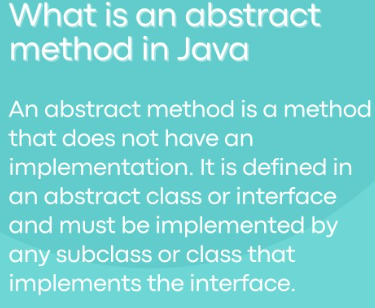 What is an abstract
method in Java
An abstract method is a method
that does not have an
implementation. It is defined in
an abstract class or interface
and must be implemented by
any subclass or class that
implements the interface.